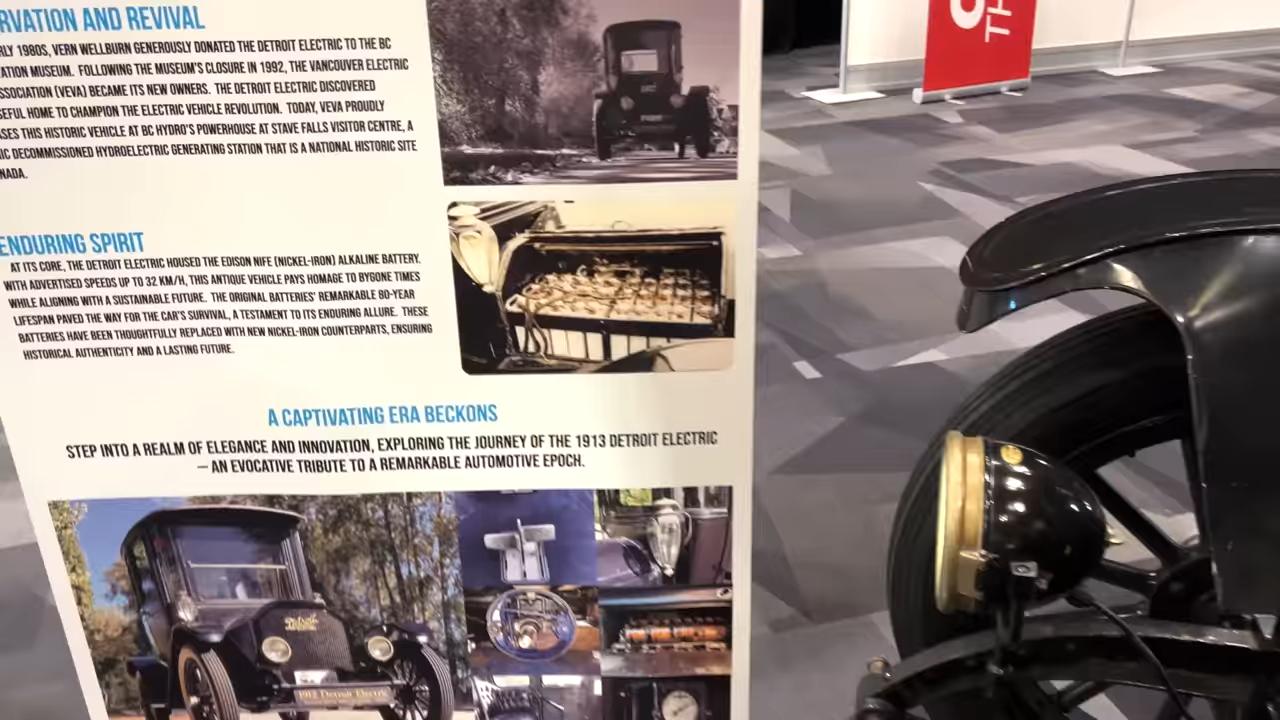 RVATION AND REVIVAL
RLY 1980S, VERN WELLBURN GENEROUSLY DONATED THE DETROIT ELECTRIC TO THE BC
ATION MUSEUM. FOLLOWING THE MUSEUM'S CLOSURE IN 1992, THE VANCOUVER ELECTRIC
SSOCIATION (VEVA) BECAME ITS NEW OWNERS. THE DETROIT ELECTRIC DISCOVERED
SEFUL HOME TO CHAMPION THE ELECTRIC VEHICLE REVOLUTION. TODAY, VEVA PROUDLY
SES THIS HISTORIC VEHICLE AT BC HYDRO'S POWERHOUSE AT STAVE FALLS VISITOR CENTRE, A
IC DECOMMISSIONED HYDROELECTRIC GENERATING STATION THAT IS A NATIONAL HISTORIC SITE
NADA.
ENDURING SPIRIT
AT ITS CORE, THE DETROIT ELECTRIC HOUSED THE EDISON NIFE (NICKEL-IRON) ALKALINE BATTERY.
WITH ADVERTISED SPEEDS UP TO 32 KM/H, THIS ANTIQUE VEHICLE PAYS HOMAGE TO BYGONE TIMES
WHILE ALIGNING WITH A SUSTAINABLE FUTURE. THE ORIGINAL BATTERIES' REMARKABLE 80-YEAR
LIFESPAN PAVED THE WAY FOR THE CAR'S SURVIVAL, A TESTAMENT TO ITS ENDURING ALLURE. THESE
BATTERIES HAVE BEEN THOUGHTFULLY REPLACED WITH NEW NICKEL-IRON COUNTERPARTS, ENSURING
HISTORICAL AUTHENTICITY AND A LASTING FUTURE.
A CAPTIVATING ERA BECKONS
STEP INTO A REALM OF ELEGANCE AND INNOVATION, EXPLORING THE JOURNEY OF THE 1913 DETROIT ELECTRIC
– AN EVOCATIVE TRIBUTE TO A REMARKABLE AUTOMOTIVE EPOCH.
1912 Detroit Electric
TH